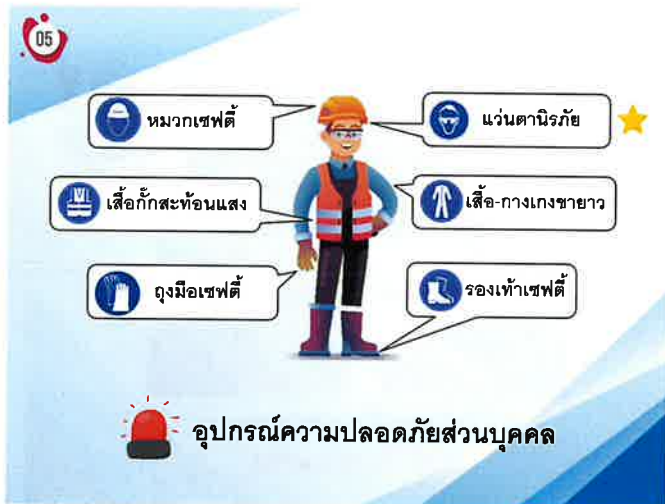 05
หมวกเซฟตี้
แว่นตานิรภัย
เสื้อกั๊กสะท้อนแสง
เสื้อ-กางเกงขายาว
ถุงมือเซฟตี้
รองเท้าเซฟตี้
อุปกรณ์ความปลอดภัยส่วนบุคคล